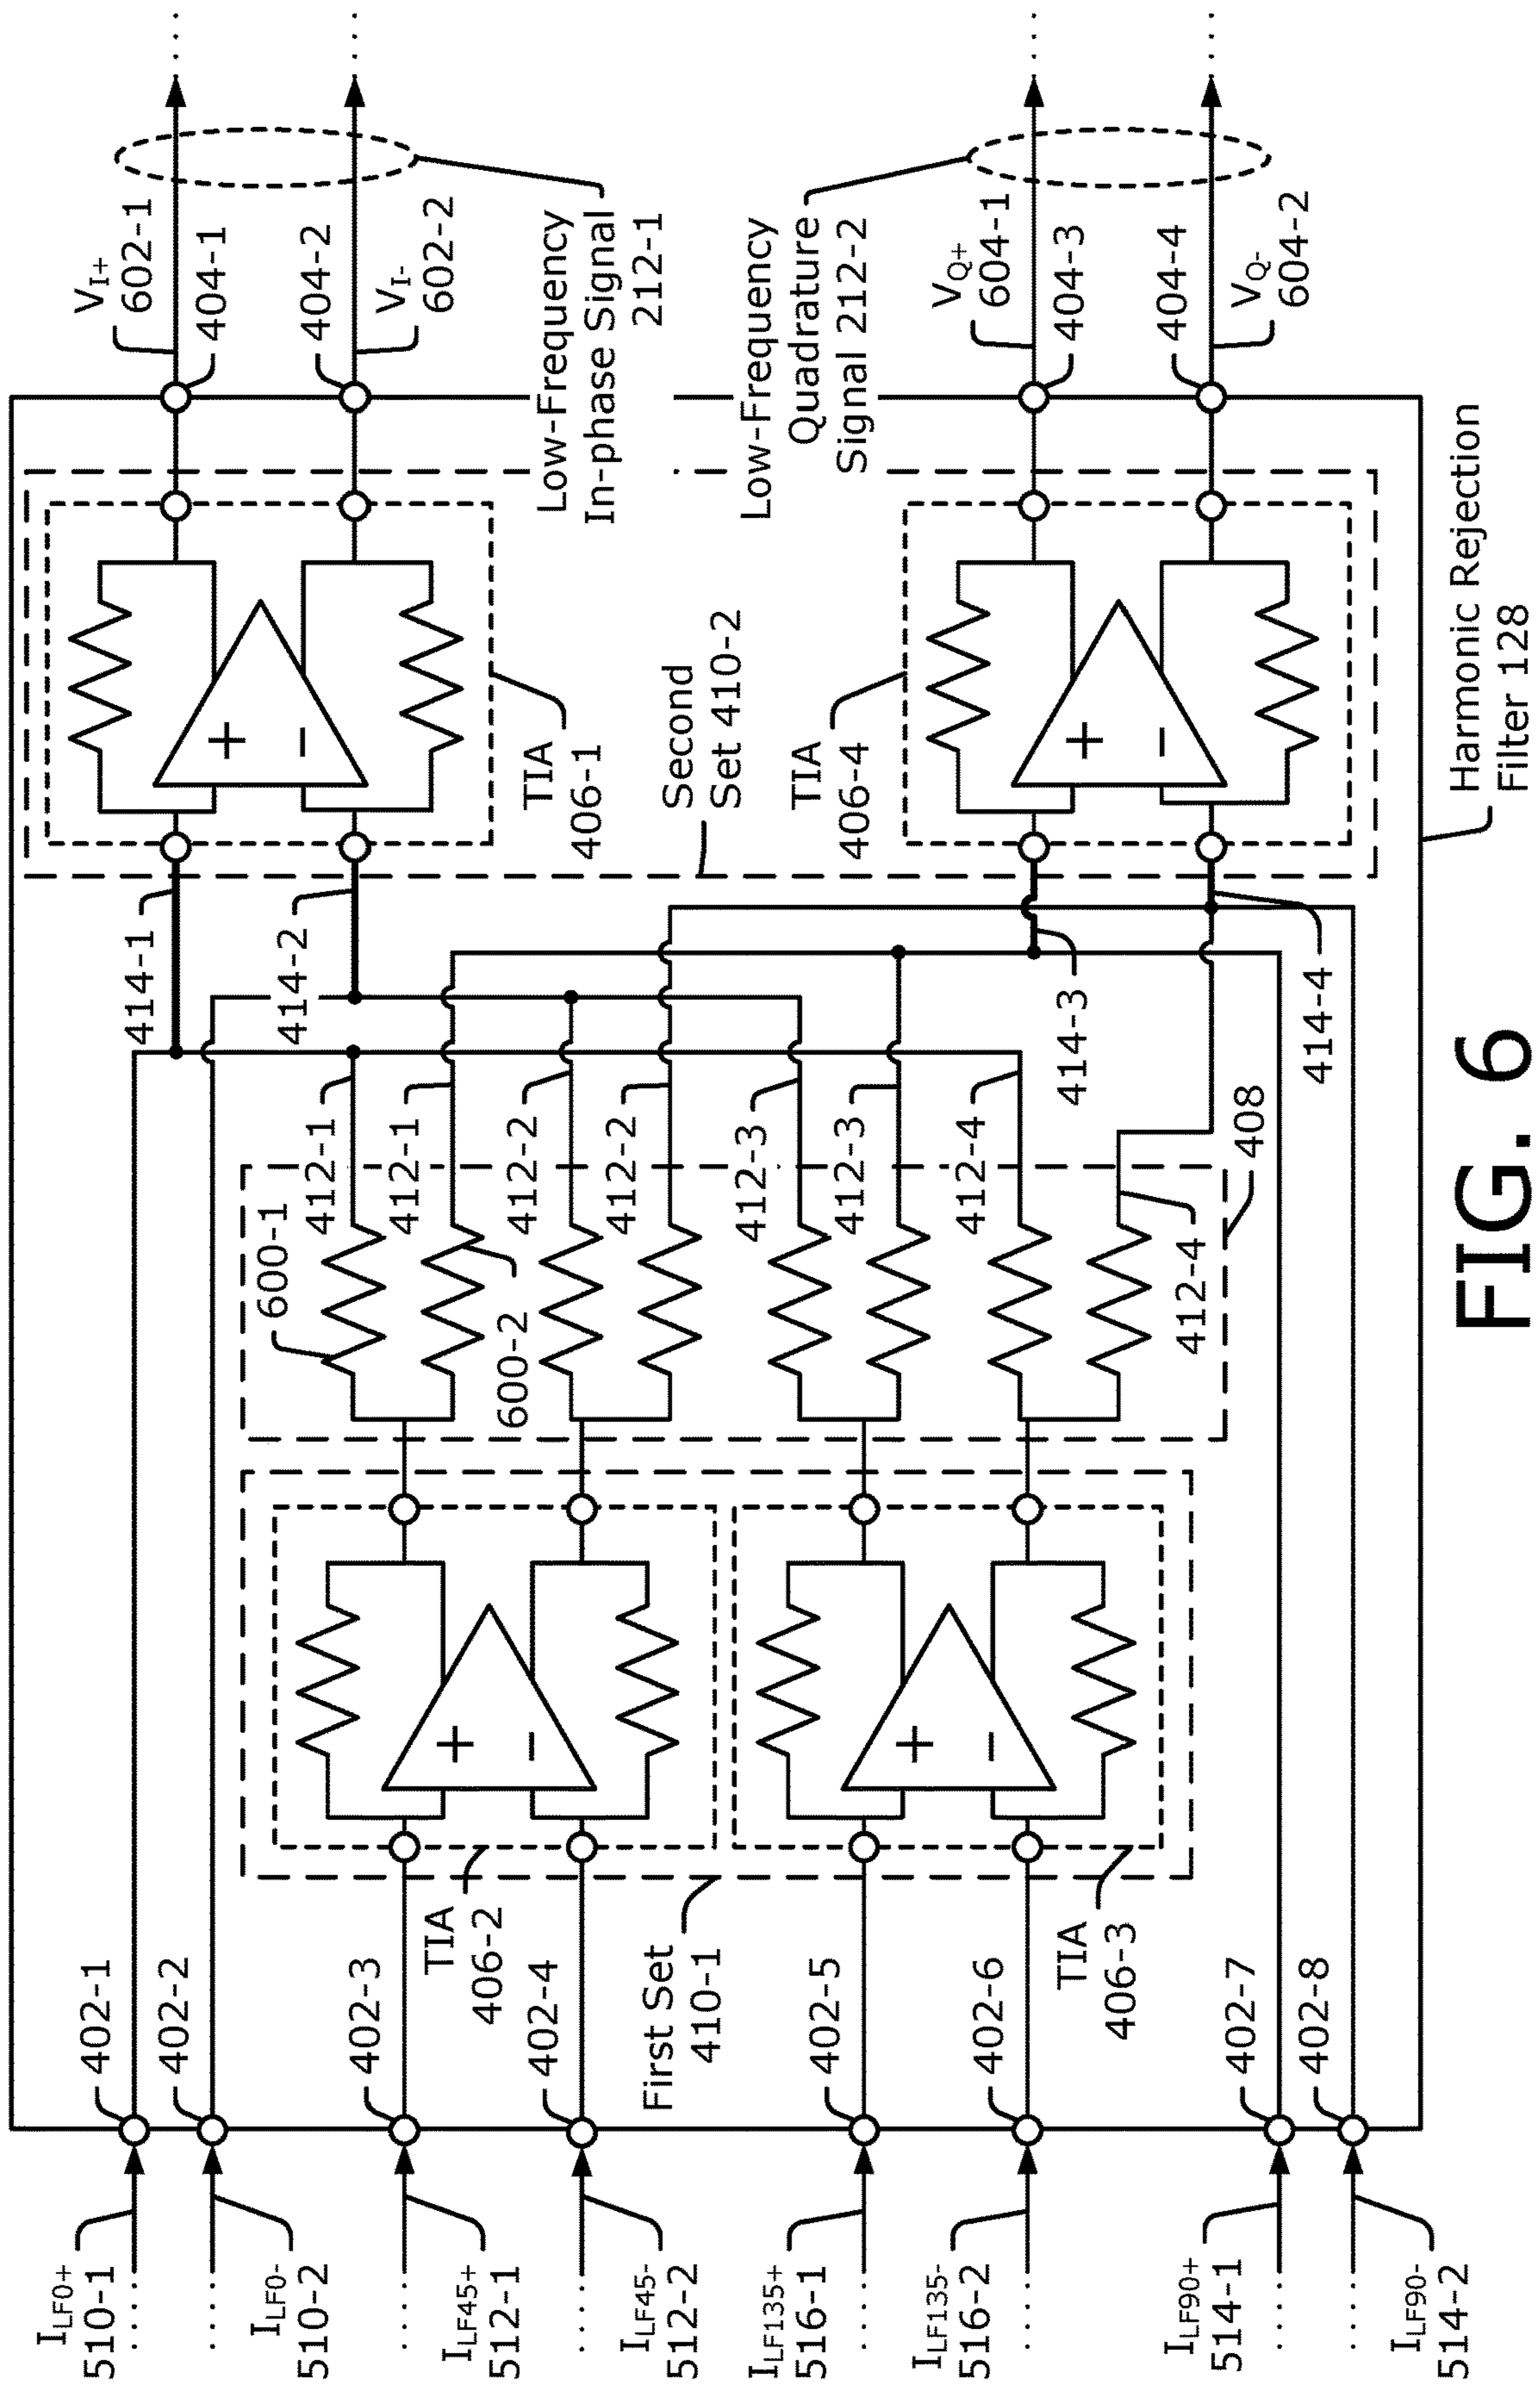 I_LF0+
510-1
I_LF0-
510-2
I_LF45+
512-1
I_LF45-
512-2
I_LF135+
516-1
I_LF135-
516-2
I_LF90+
514-1
I_LF90-
514-2
402-1
402-2
402-3
402-4
402-5
402-6
402-7
402-8
TIA
406-2
First Set
410-1
TIA
406-3
+
−
+
−
600-1
600-2
412-1
412-1
412-2
412-2
412-3
412-3
412-4
412-4
408
414-1
414-2
414-3
414-4
+
−
TIA
406-1
Second
Set 410-2
TIA
406-4
+
−
V_I+
602-1
404-1
404-2
V_I-
602-2
Low-Frequency
In-phase Signal
212-1
Low-Frequency
Quadrature
Signal 212-2
V_Q+
604-1
404-3
404-4
V_Q-
604-2
Harmonic Rejection
Filter 128
FIG. 6